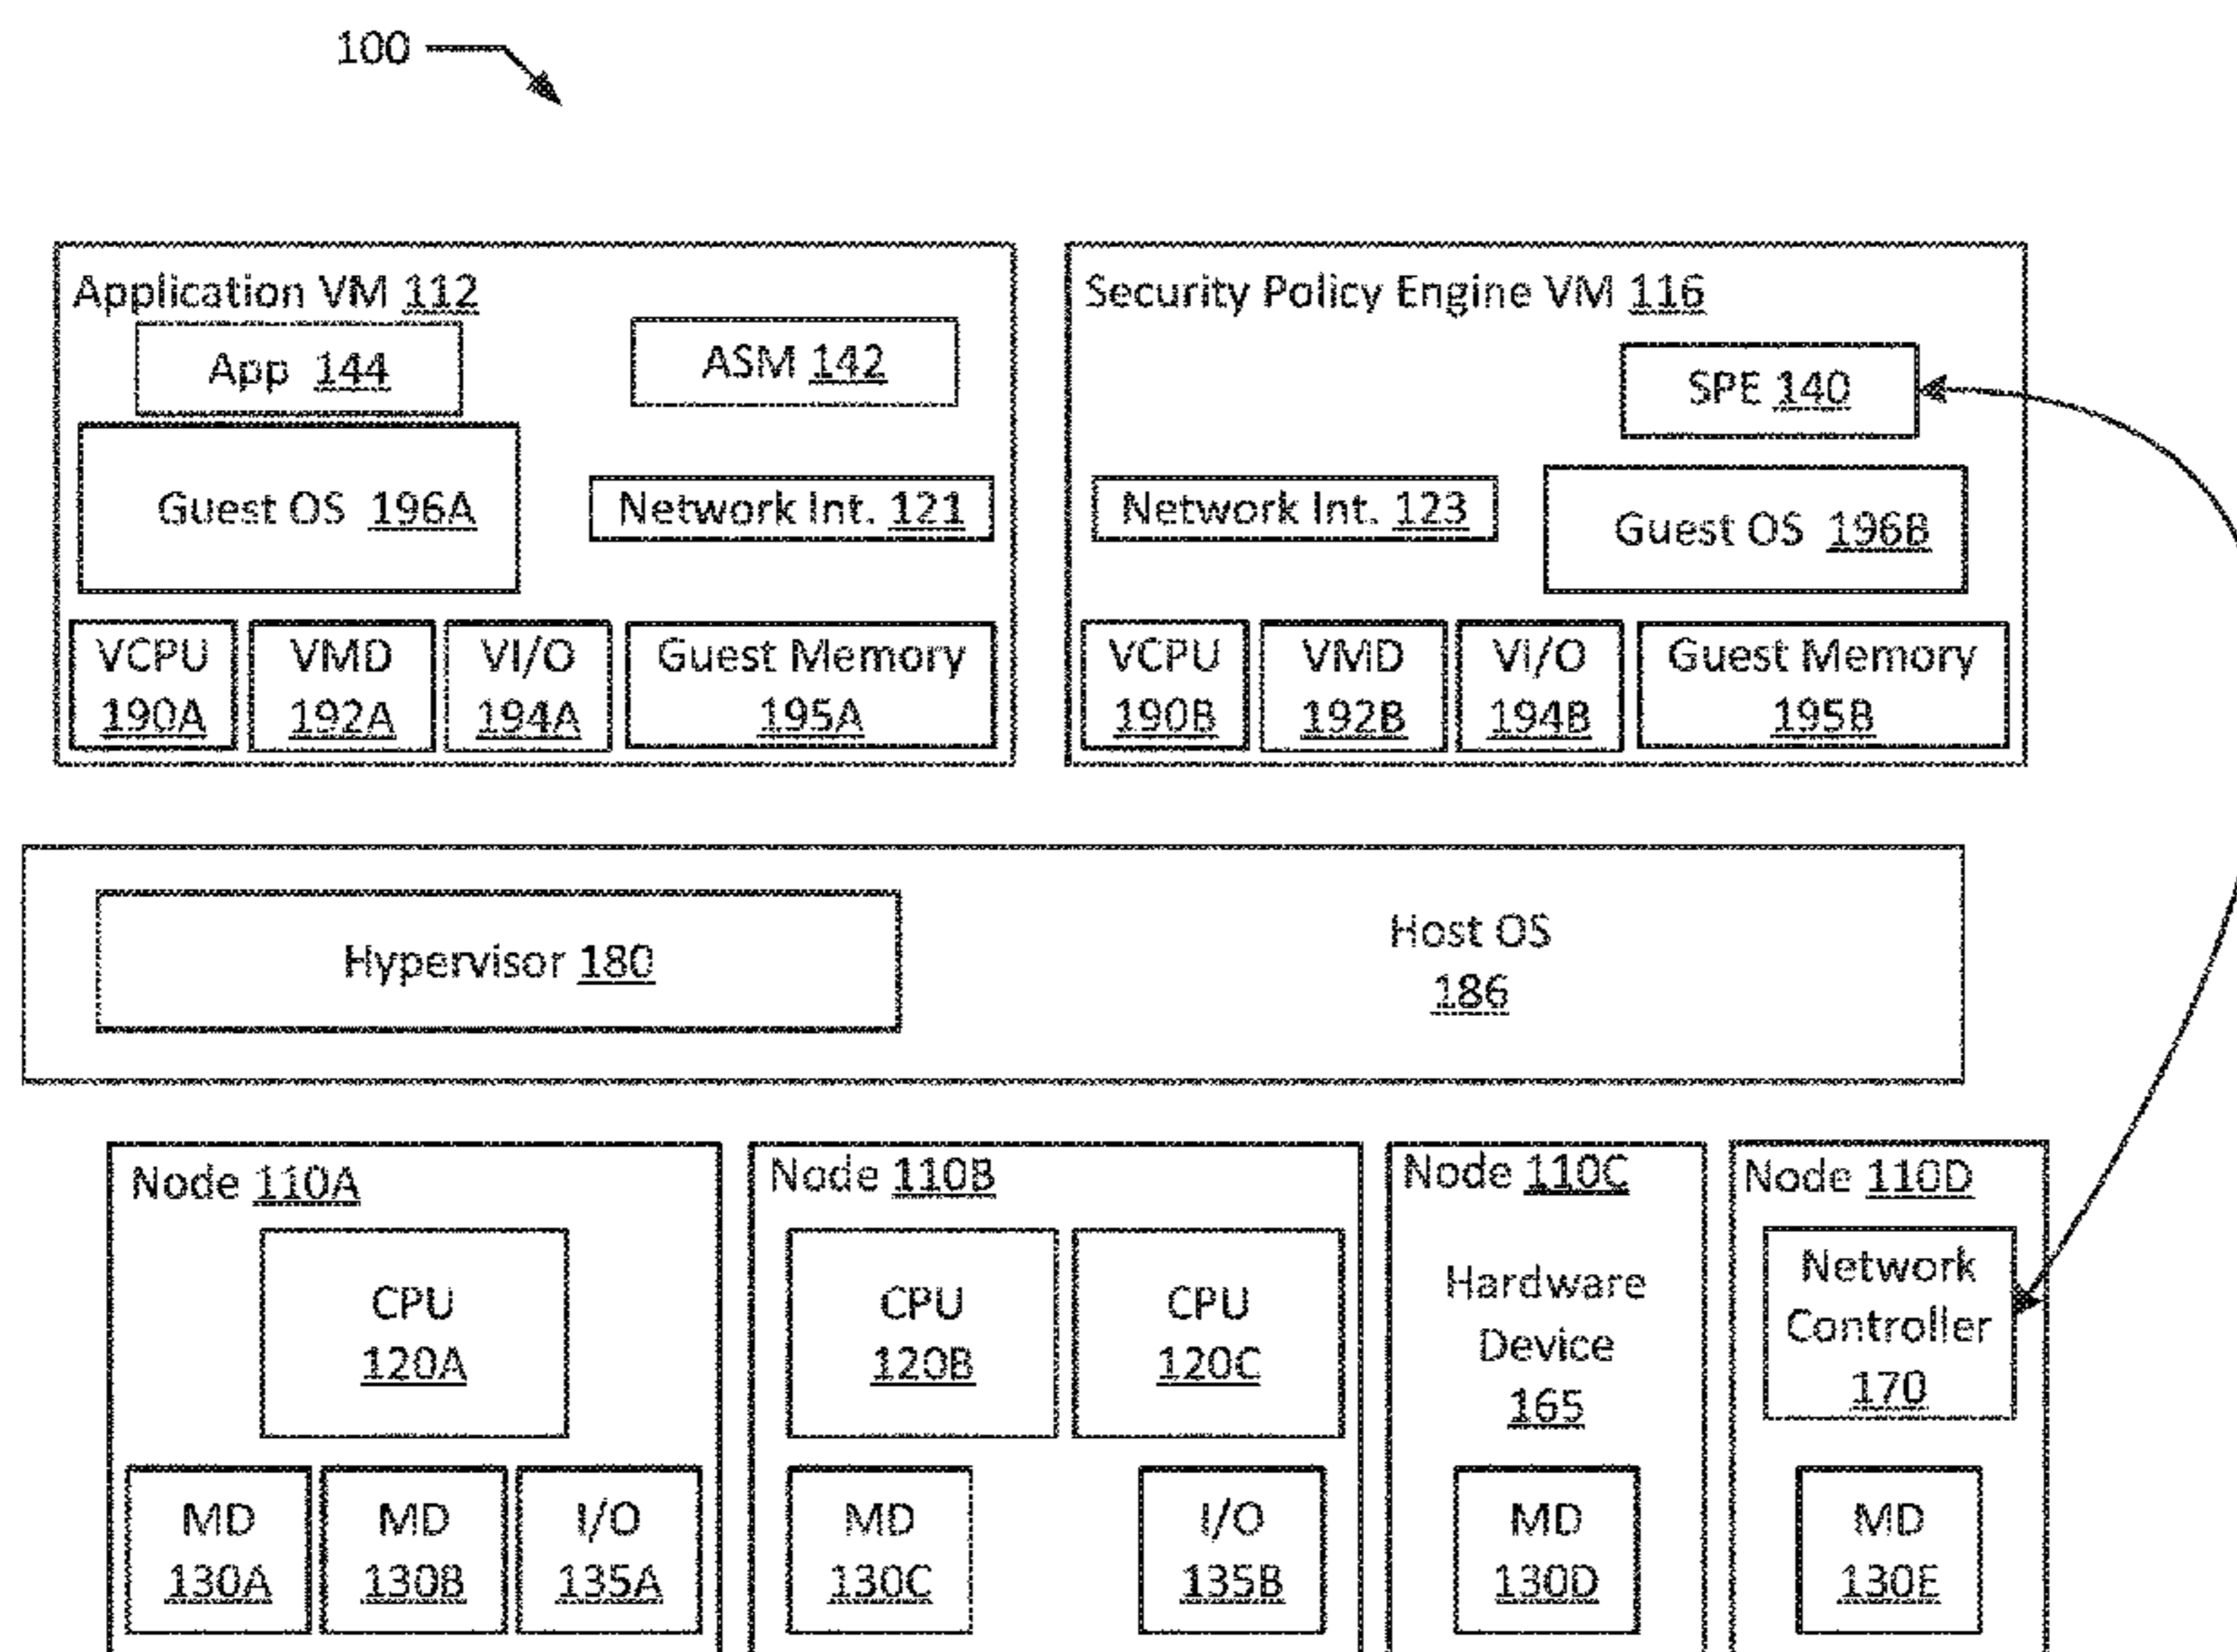 100
Application VM 112
App 144
ASM 142
Guest OS 196A
Network Int. 121
VCPU
190A
VMD
192A
VI/O
194A
Guest Memory
195A
Security Policy Engine VM 116
SPE 140
Network Int. 123
Guest OS 196B
VCPU
190B
VMD
192B
VI/O
194B
Guest Memory
195B
Hypervisor 180
Host OS
186
Node 110A
CPU
120A
MD
130A
MD
130B
I/O
135A
Node 110B
CPU
120B
CPU
120C
MD
130C
I/O
135B
Node 110C
Hardware
Device
165
MD
130D
Node 110D
Network
Controller
170
MD
130E